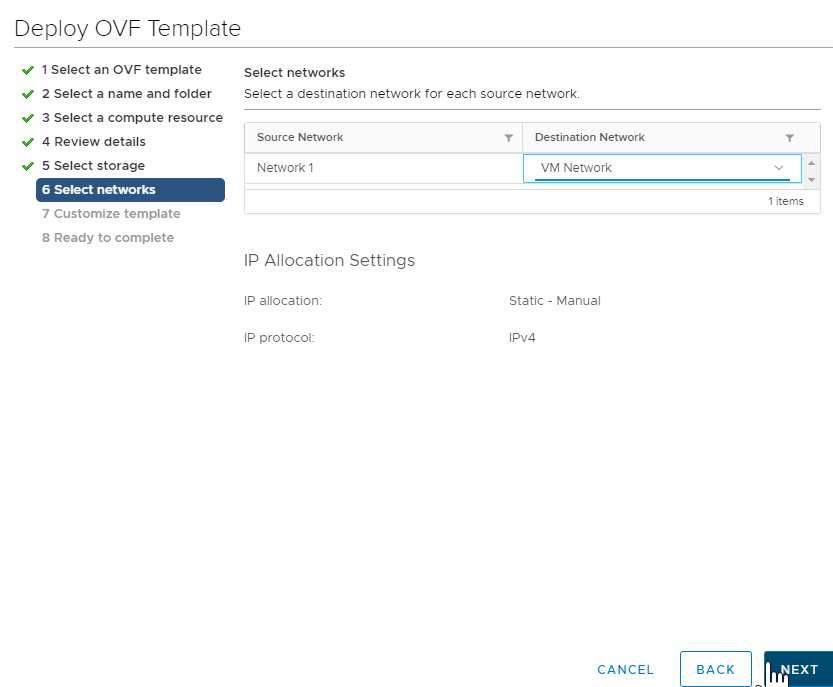 Deploy OVF Template
1 Select an OVF template
2 Select a name and folder
3 Select a compute resource
4 Review details
5 Select storage
6 Select networks
7 Customize template
8 Ready to complete
Select networks
Select a destination network for each source network.
Source Network Destination Network
Network 1 VM Network
1 items
IP Allocation Settings
IP allocation: Static - Manual
IP protocol: IPv4
CANCEL BACK NEXT